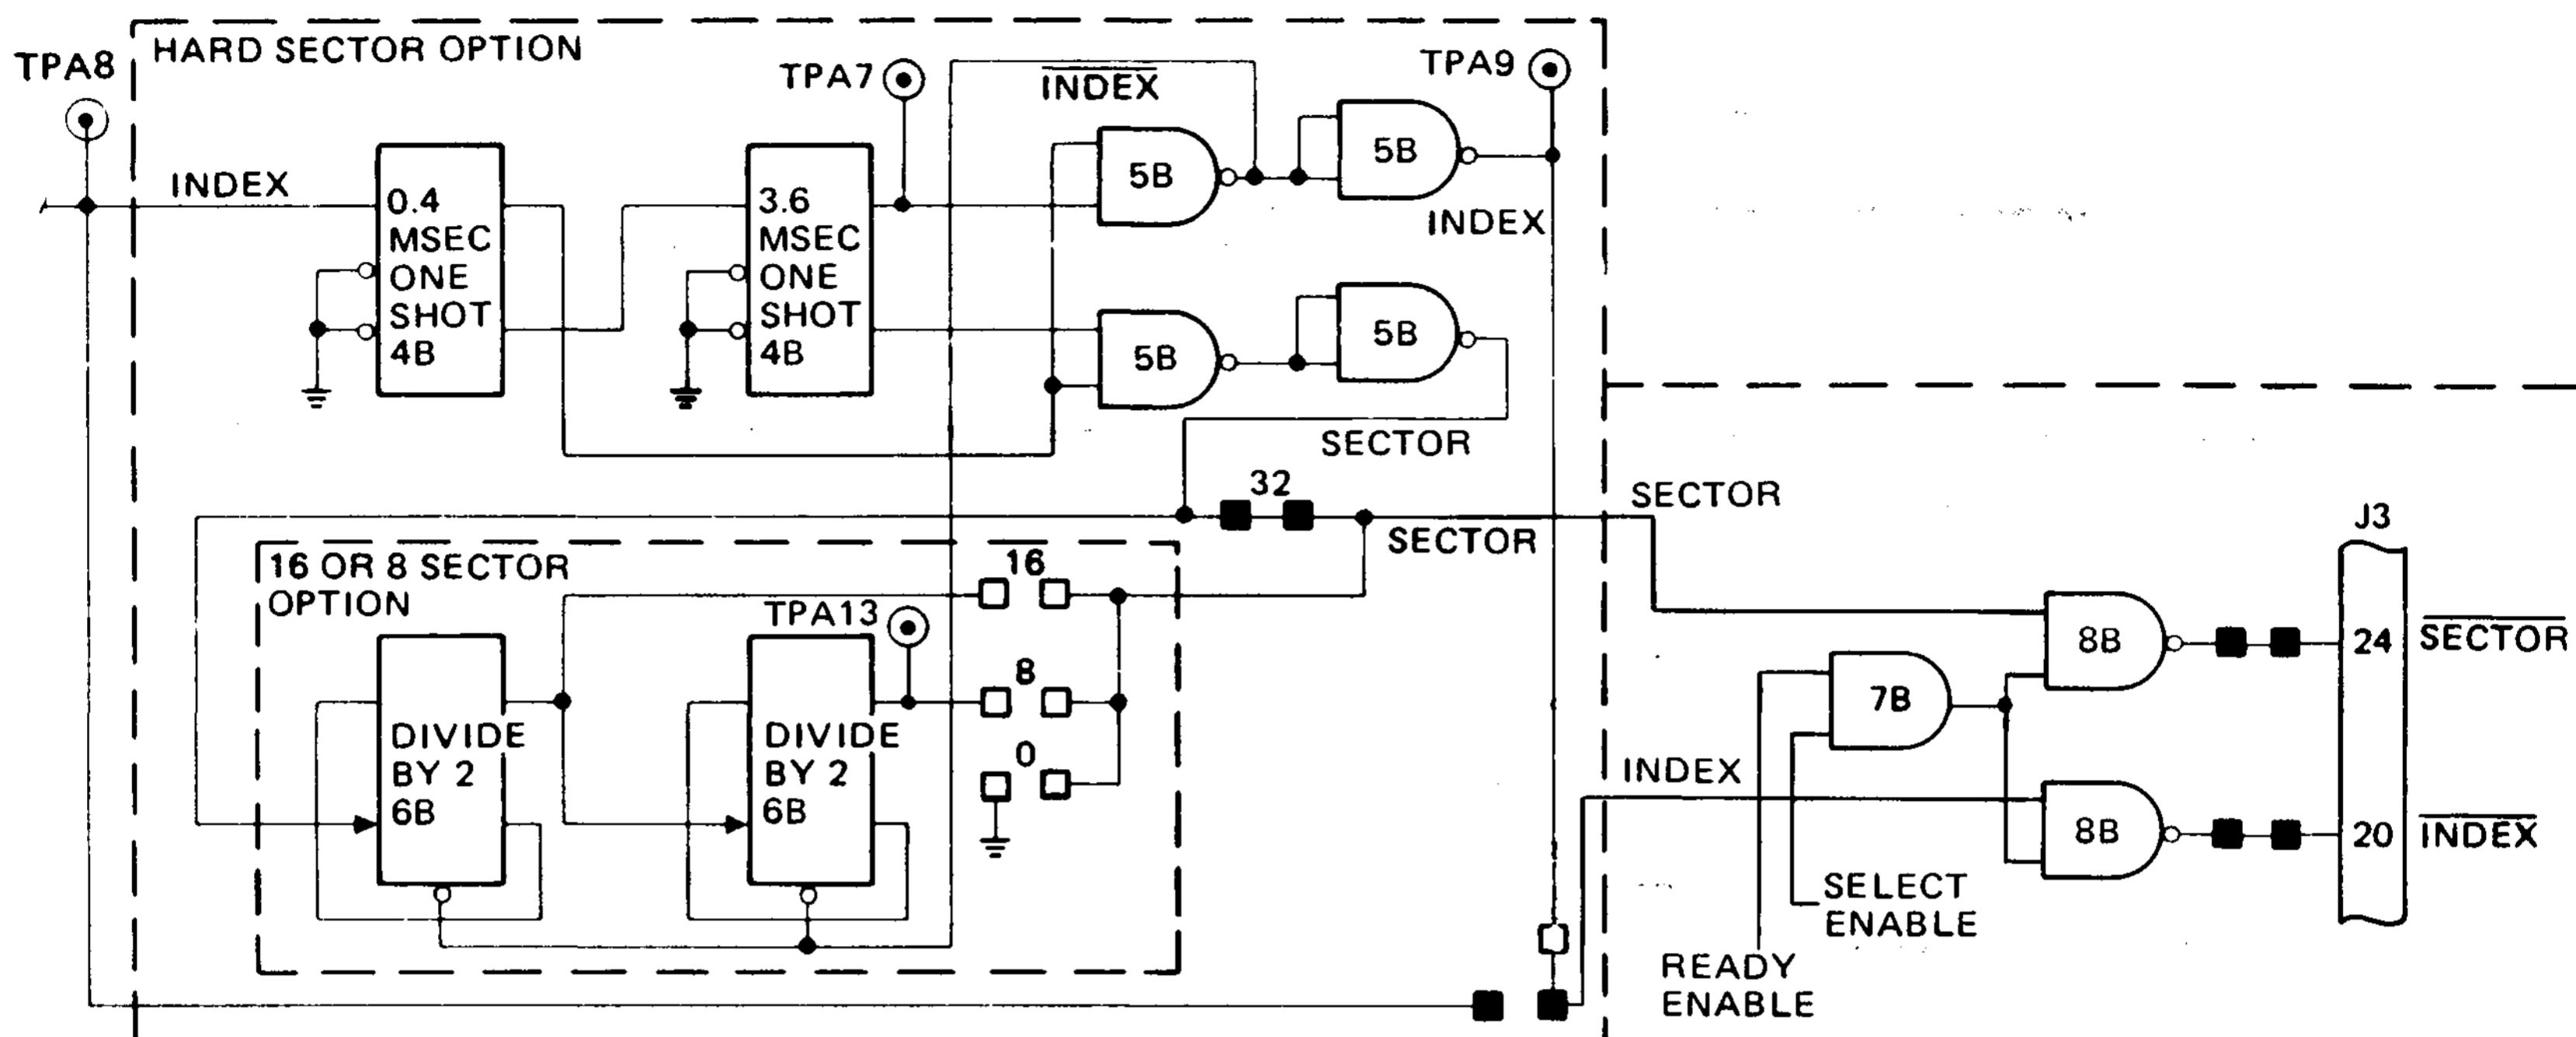 HARD SECTOR OPTION
TPA8
TPA7
INDEX
TPA9
INDEX
0.4
MSEC
ONE
SHOT
4B
3.6
MSEC
ONE
SHOT
4B
5B
5B
INDEX
5B
5B
SECTOR
32
SECTOR
SECTOR
16 OR 8 SECTOR
OPTION
16
TPA13
8
0
DIVIDE
BY 2
6B
DIVIDE
BY 2
6B
J3
8B
24
SECTOR
7B
INDEX
8B
20
INDEX
SELECT
ENABLE
READY
ENABLE